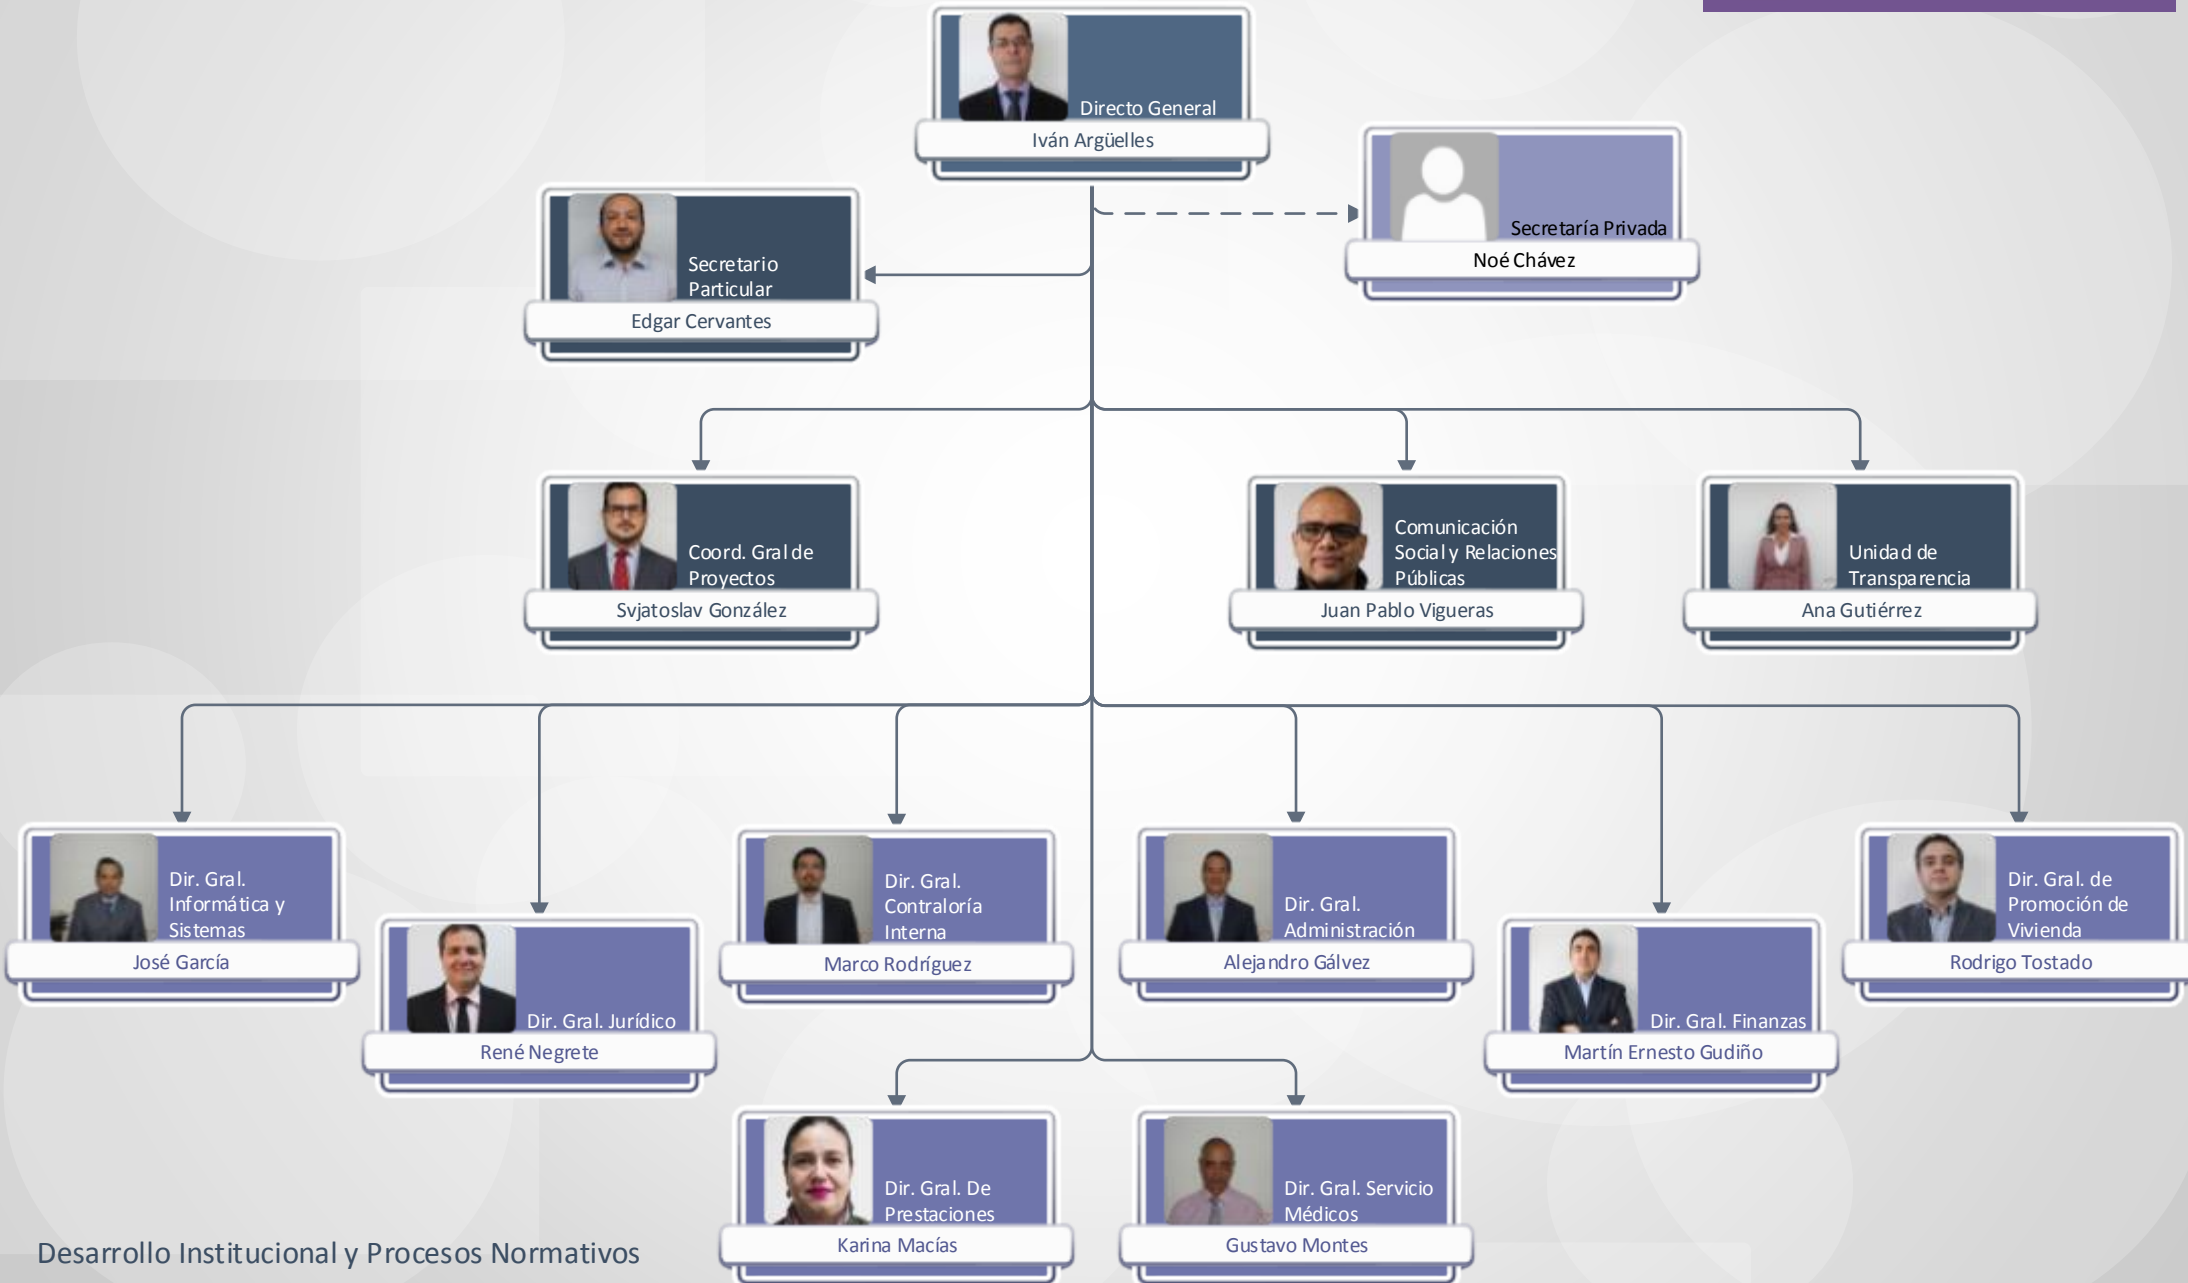 Directo General
Iván Argüelles
Secretaría Privada
Noé Chávez
Secretario
Particular
Edgar Cervantes
Coord. Gral de
Proyectos
Svjatoslav González
Comunicación
Social y Relaciones
Públicas
Juan Pablo Vigueras
Unidad de
Transparencia
Ana Gutiérrez
Dir. Gral.
Informática y
Sistemas
José García
Dir. Gral. Jurídico
René Negrete
Dir. Gral.
Contraloría
Interna
Marco Rodríguez
Dir. Gral.
Administración
Alejandro Gálvez
Dir. Gral. Finanzas
Martín Ernesto Gudiño
Dir. Gral. de
Promoción de
Vivienda
Rodrigo Tostado
Dir. Gral. De
Prestaciones
Karina Macías
Dir. Gral. Servicio
Médicos
Gustavo Montes
Desarrollo Institucional y Procesos Normativos